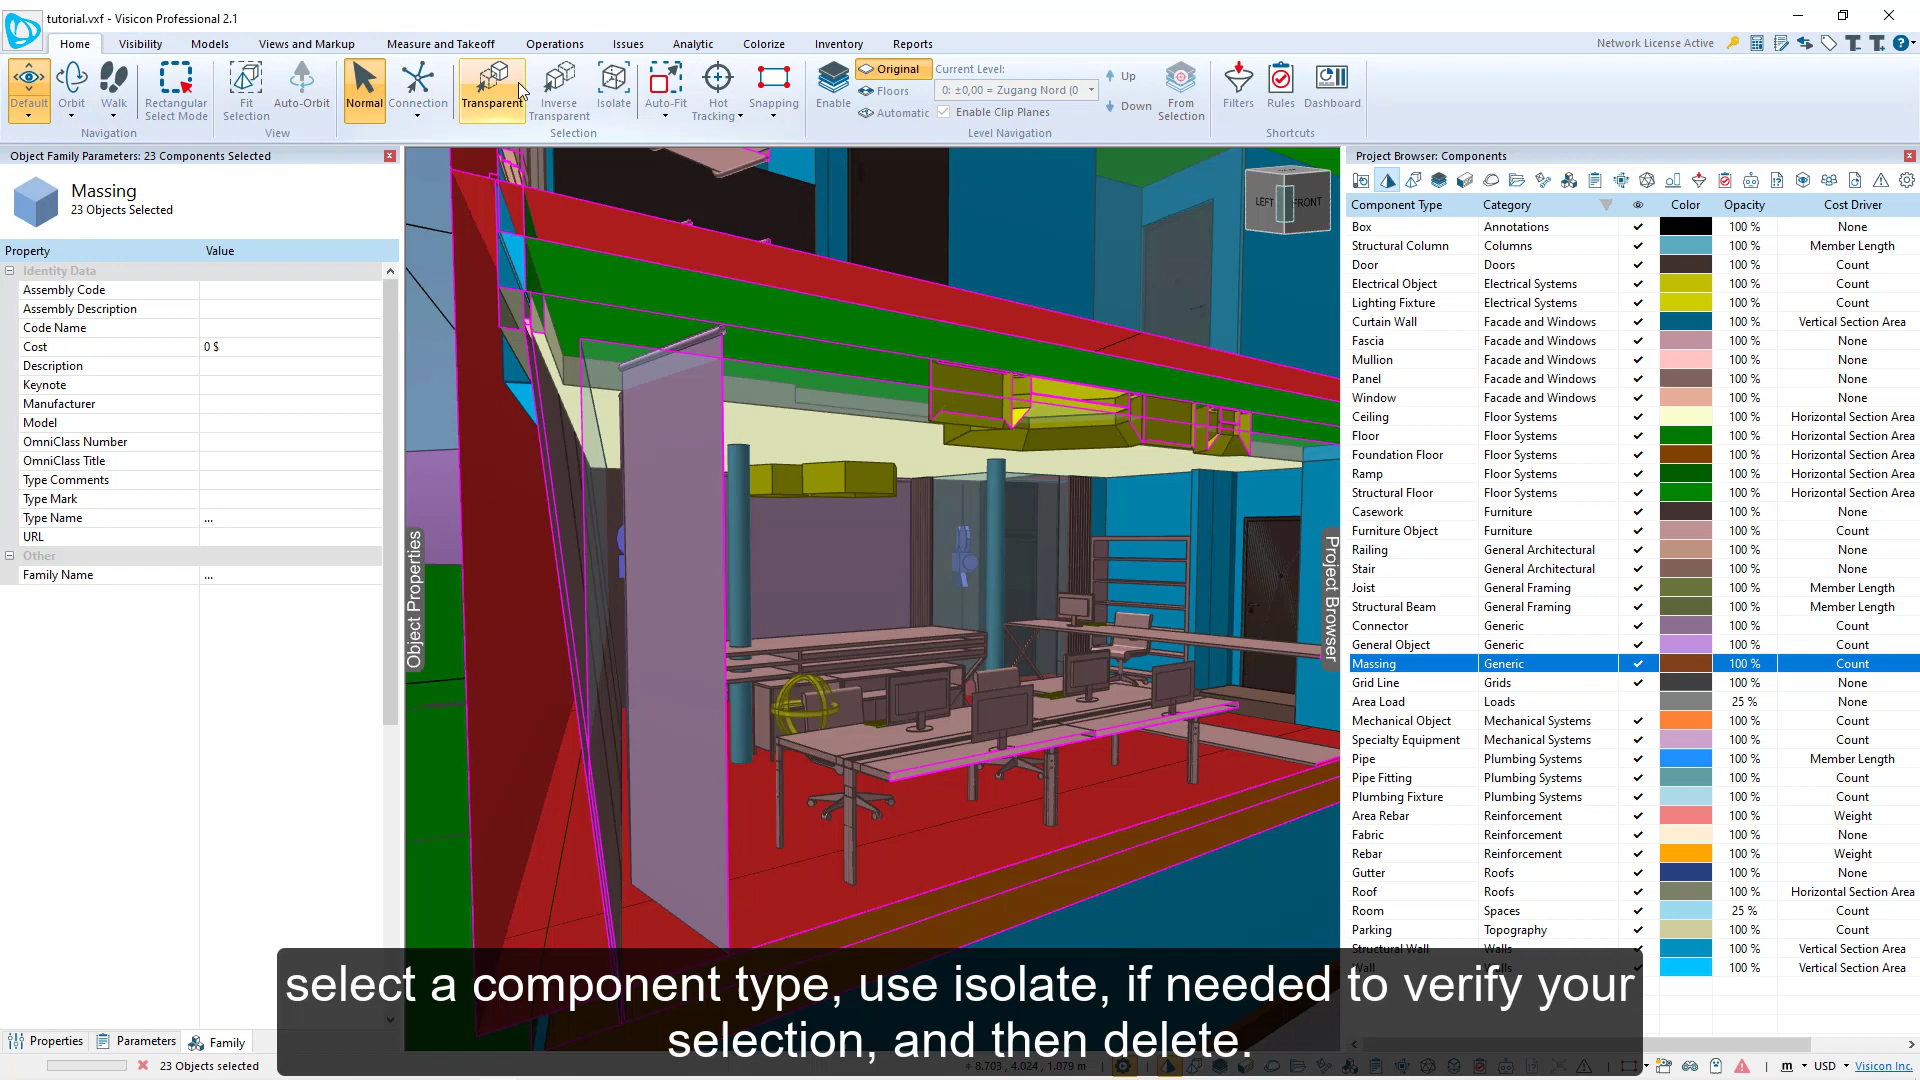 tutorial.vxf - Visicon Professional 2.1
Home Visibility Models Views and Markup Measure and Takeoff Operations Issues Analytic Colorize Inventory Reports
Network License Active
Default Orbit Walk Rectangular Select Mode
Fit Selection Auto-Orbit
Normal Connection
Transparent Inverse Transparent Isolate Auto-Fit Hot Tracking Snapping
Enable Original Floors Automatic
Current Level:
0: ±0,00 = Zugang Nord (0
Enable Clip Planes
Up
Down
From Selection
Filters Rules Dashboard
Navigation View Selection Level Navigation Shortcuts
Object Family Parameters: 23 Components Selected
Massing
23 Objects Selected
Property Value
Identity Data
Assembly Code
Assembly Description
Code Name
Cost 0 $
Description
Keynote
Manufacturer
Model
OmniClass Number
OmniClass Title
Type Comments
Type Mark
Type Name ...
URL
Other
Family Name ...
Properties Parameters Family
23 Objects selected
Object Properties
LEFT FRONT
Project Browser
Project Browser: Components
Component Type Category Color Opacity Cost Driver
Box Annotations 100 % None
Structural Column Columns 100 % Member Length
Door Doors 100 % Count
Electrical Object Electrical Systems 100 % Count
Lighting Fixture Electrical Systems 100 % Count
Curtain Wall Facade and Windows 100 % Vertical Section Area
Fascia Facade and Windows 100 % None
Mullion Facade and Windows 100 % None
Panel Facade and Windows 100 % None
Window Facade and Windows 100 % None
Ceiling Floor Systems 100 % Horizontal Section Area
Floor Floor Systems 100 % Horizontal Section Area
Foundation Floor Floor Systems 100 % Horizontal Section Area
Ramp Floor Systems 100 % Horizontal Section Area
Structural Floor Floor Systems 100 % Horizontal Section Area
Casework Furniture 100 % None
Furniture Object Furniture 100 % Count
Railing General Architectural 100 % None
Stair General Architectural 100 % None
Joist General Framing 100 % Member Length
Structural Beam General Framing 100 % Member Length
Connector Generic 100 % Count
General Object Generic 100 % Count
Massing Generic 100 % Count
Grid Line Grids 100 % None
Area Load Loads 25 % None
Mechanical Object Mechanical Systems 100 % Count
Specialty Equipment Mechanical Systems 100 % Count
Pipe Plumbing Systems 100 % Member Length
Pipe Fitting Plumbing Systems 100 % Count
Plumbing Fixture Plumbing Systems 100 % Count
Area Rebar Reinforcement 100 % Weight
Fabric Reinforcement 100 % None
Rebar Reinforcement 100 % Weight
Gutter Roofs 100 % None
Roof Roofs 100 % Horizontal Section Area
Room Spaces 25 % Count
Parking Topography 100 % Count
Structural Wall Walls 100 % Vertical Section Area
Wall Walls 100 % Vertical Section Area
select a component type, use isolate, if needed to verify your
selection, and then delete.
8.703 , 4.024 , 1.079 m
m USD Visicon Inc.